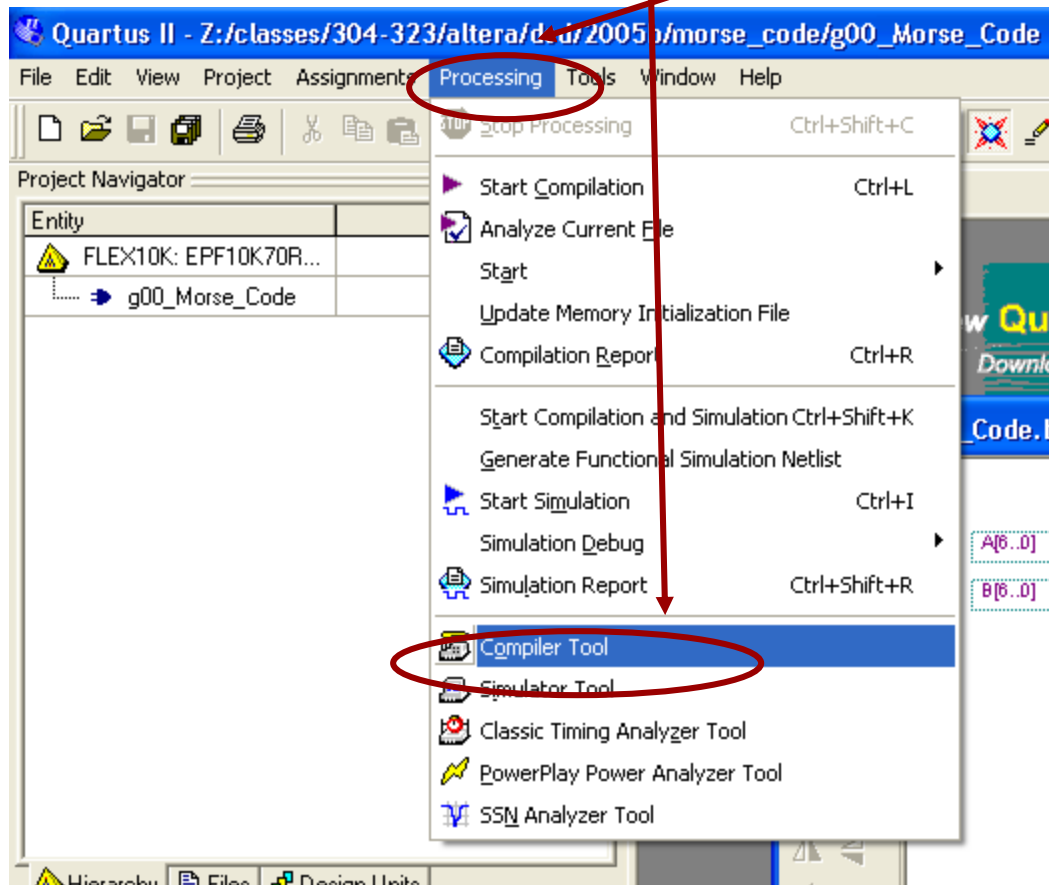 Quartus II - Z:/classes/304-323/altera/dsd/2005b/morse_code/g00_Morse_Code
File Edit View Project Assignments Processing Tools Window Help
Stop Processing Ctrl+Shift+C
Project Navigator
Start Compilation Ctrl+L
Entity
Analyze Current File
FLEX10K: EPF10K70R...
Start
g00_Morse_Code
Update Memory Initialization File
w Qu
Compilation Report Ctrl+R
Downlo
Start Compilation and Simulation Ctrl+Shift+K
_Code.
Generate Functional Simulation Netlist
Start Simulation Ctrl+I
Simulation Debug
A[6..0]
Simulation Report Ctrl+Shift+R
B[6..0]
Compiler Tool
Simulator Tool
Classic Timing Analyzer Tool
PowerPlay Power Analyzer Tool
SSN Analyzer Tool
Hierarchy Files Design Units